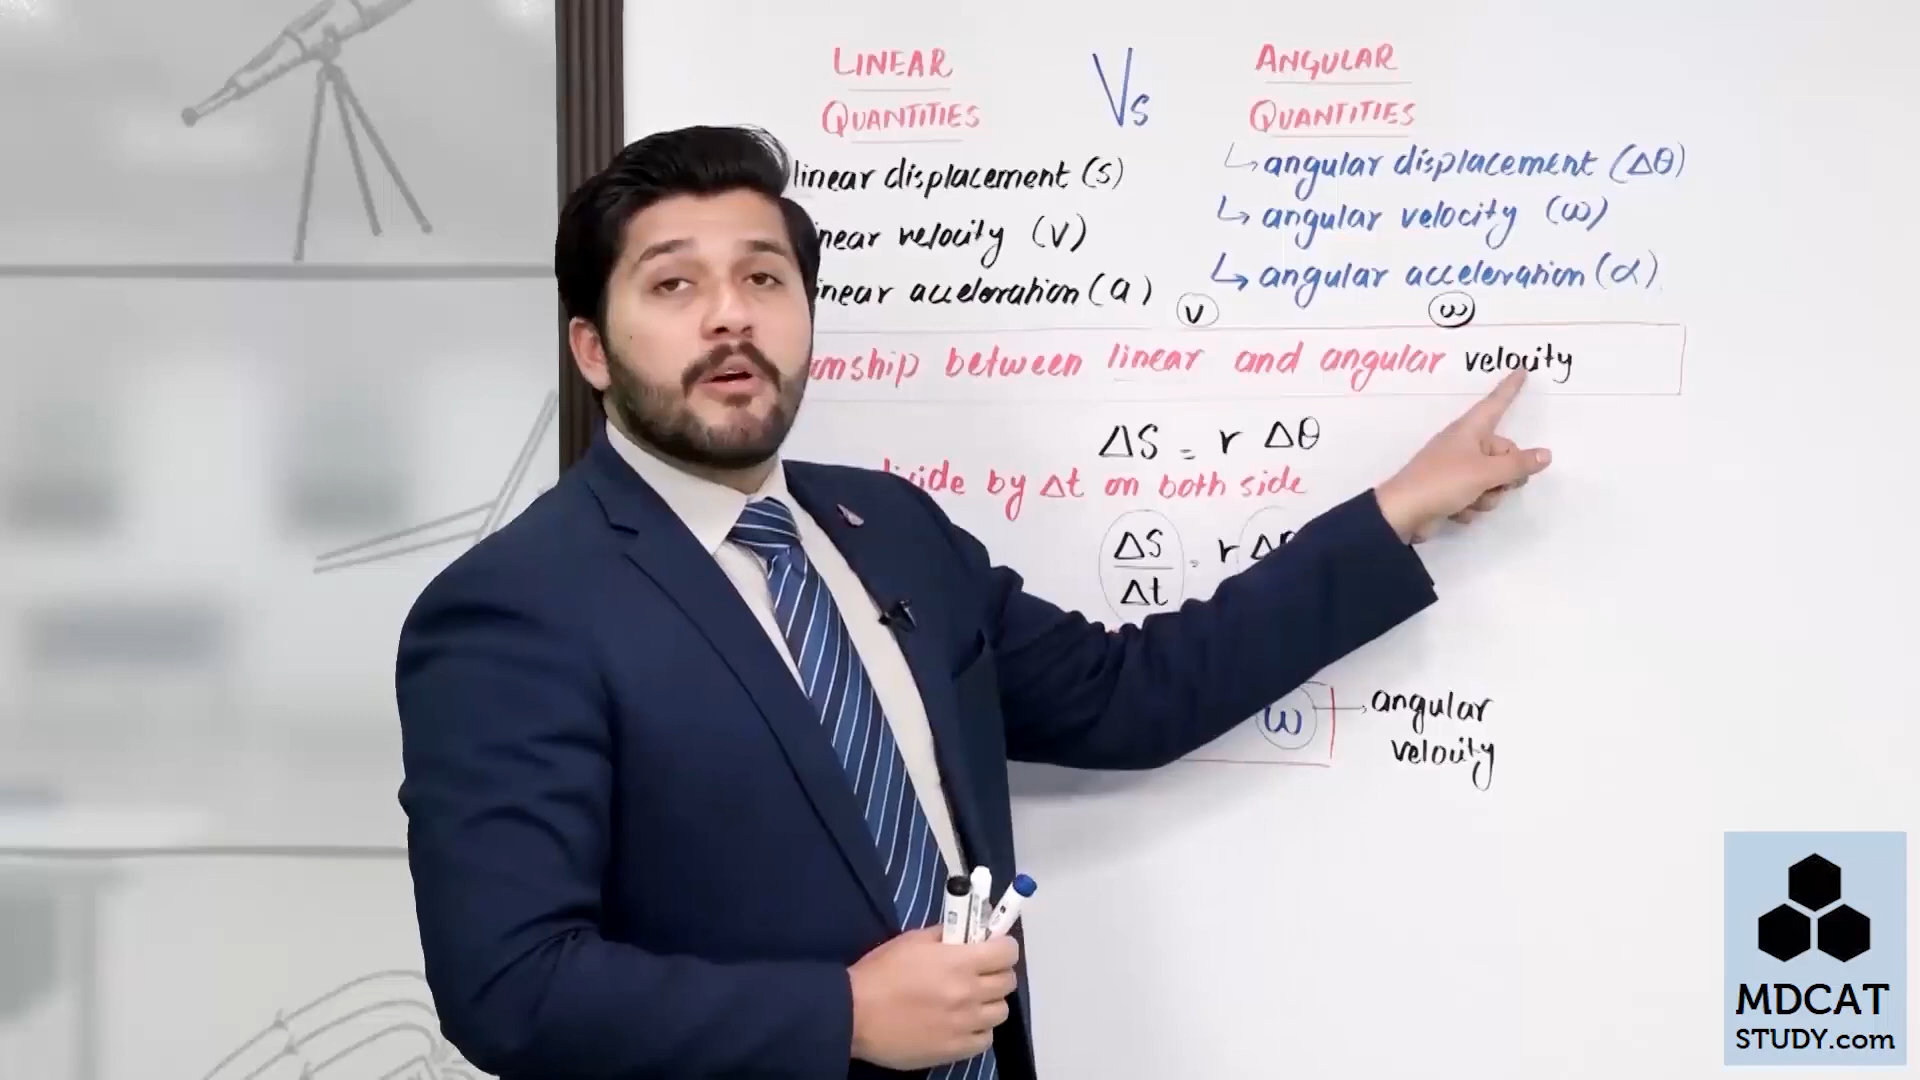 LINEAR
QUANTITIES
Vs
ANGULAR
QUANTITIES
linear displacement (s)
velocity (v)
acceleration (a)
↳ angular displacement (Δθ)
↳ angular velocity (ω)
↳ angular acceleration (α)
v
ω
between linear and angular velocity
ΔS = r Δθ
by Δt on both side
ΔS
Δt
= r
ω → angular
velocity
MDCAT
STUDY.com